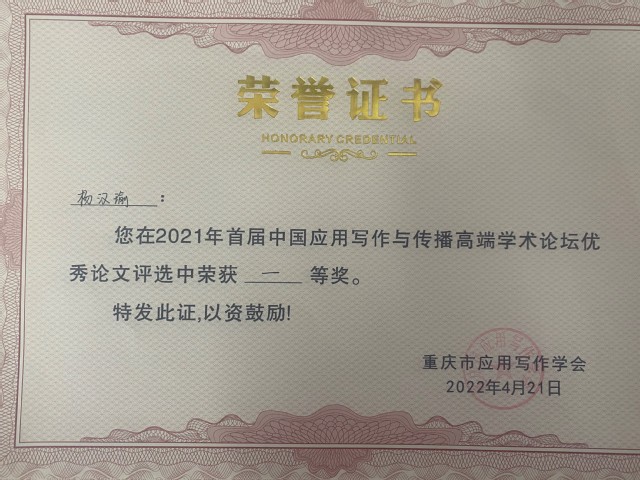 荣誉证书
HONORARY CREDENTIAL
杨汉瑜：
您在2021年首届中国应用写作与传播高端学术论坛优
秀论文评选中荣获 一 等奖。
特发此证,以资鼓励!
重庆市应用写作学会
2022年4月21日